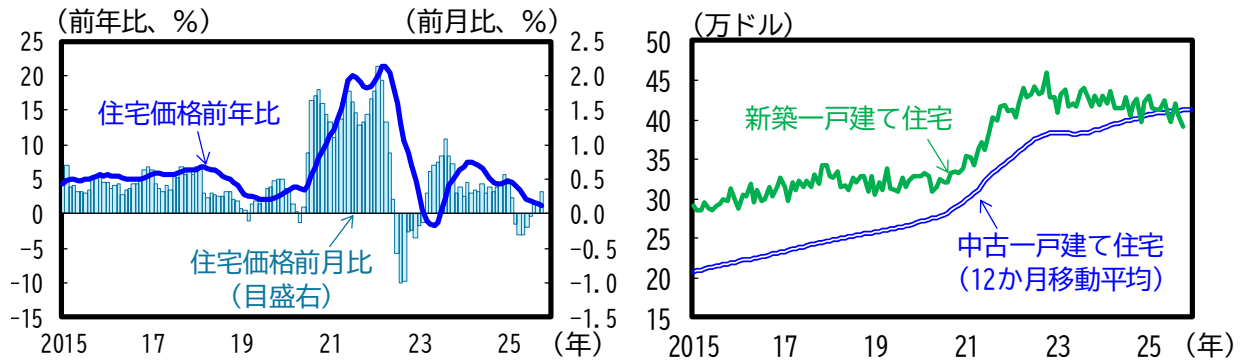 (前年比、%)
(前月比、%)
25
20
15
10
5
0
-5
-10
-15
2.5
2.0
1.5
1.0
0.5
0.0
-0.5
-1.0
-1.5
住宅価格前年比
住宅価格前月比
(目盛右)
2015 17 19 21 23 25 (年)
(万ドル)
50
45
40
35
30
25
20
15
新築一戸建て住宅
中古一戸建て住宅
(12か月移動平均)
2015 17 19 21 23 25 (年)